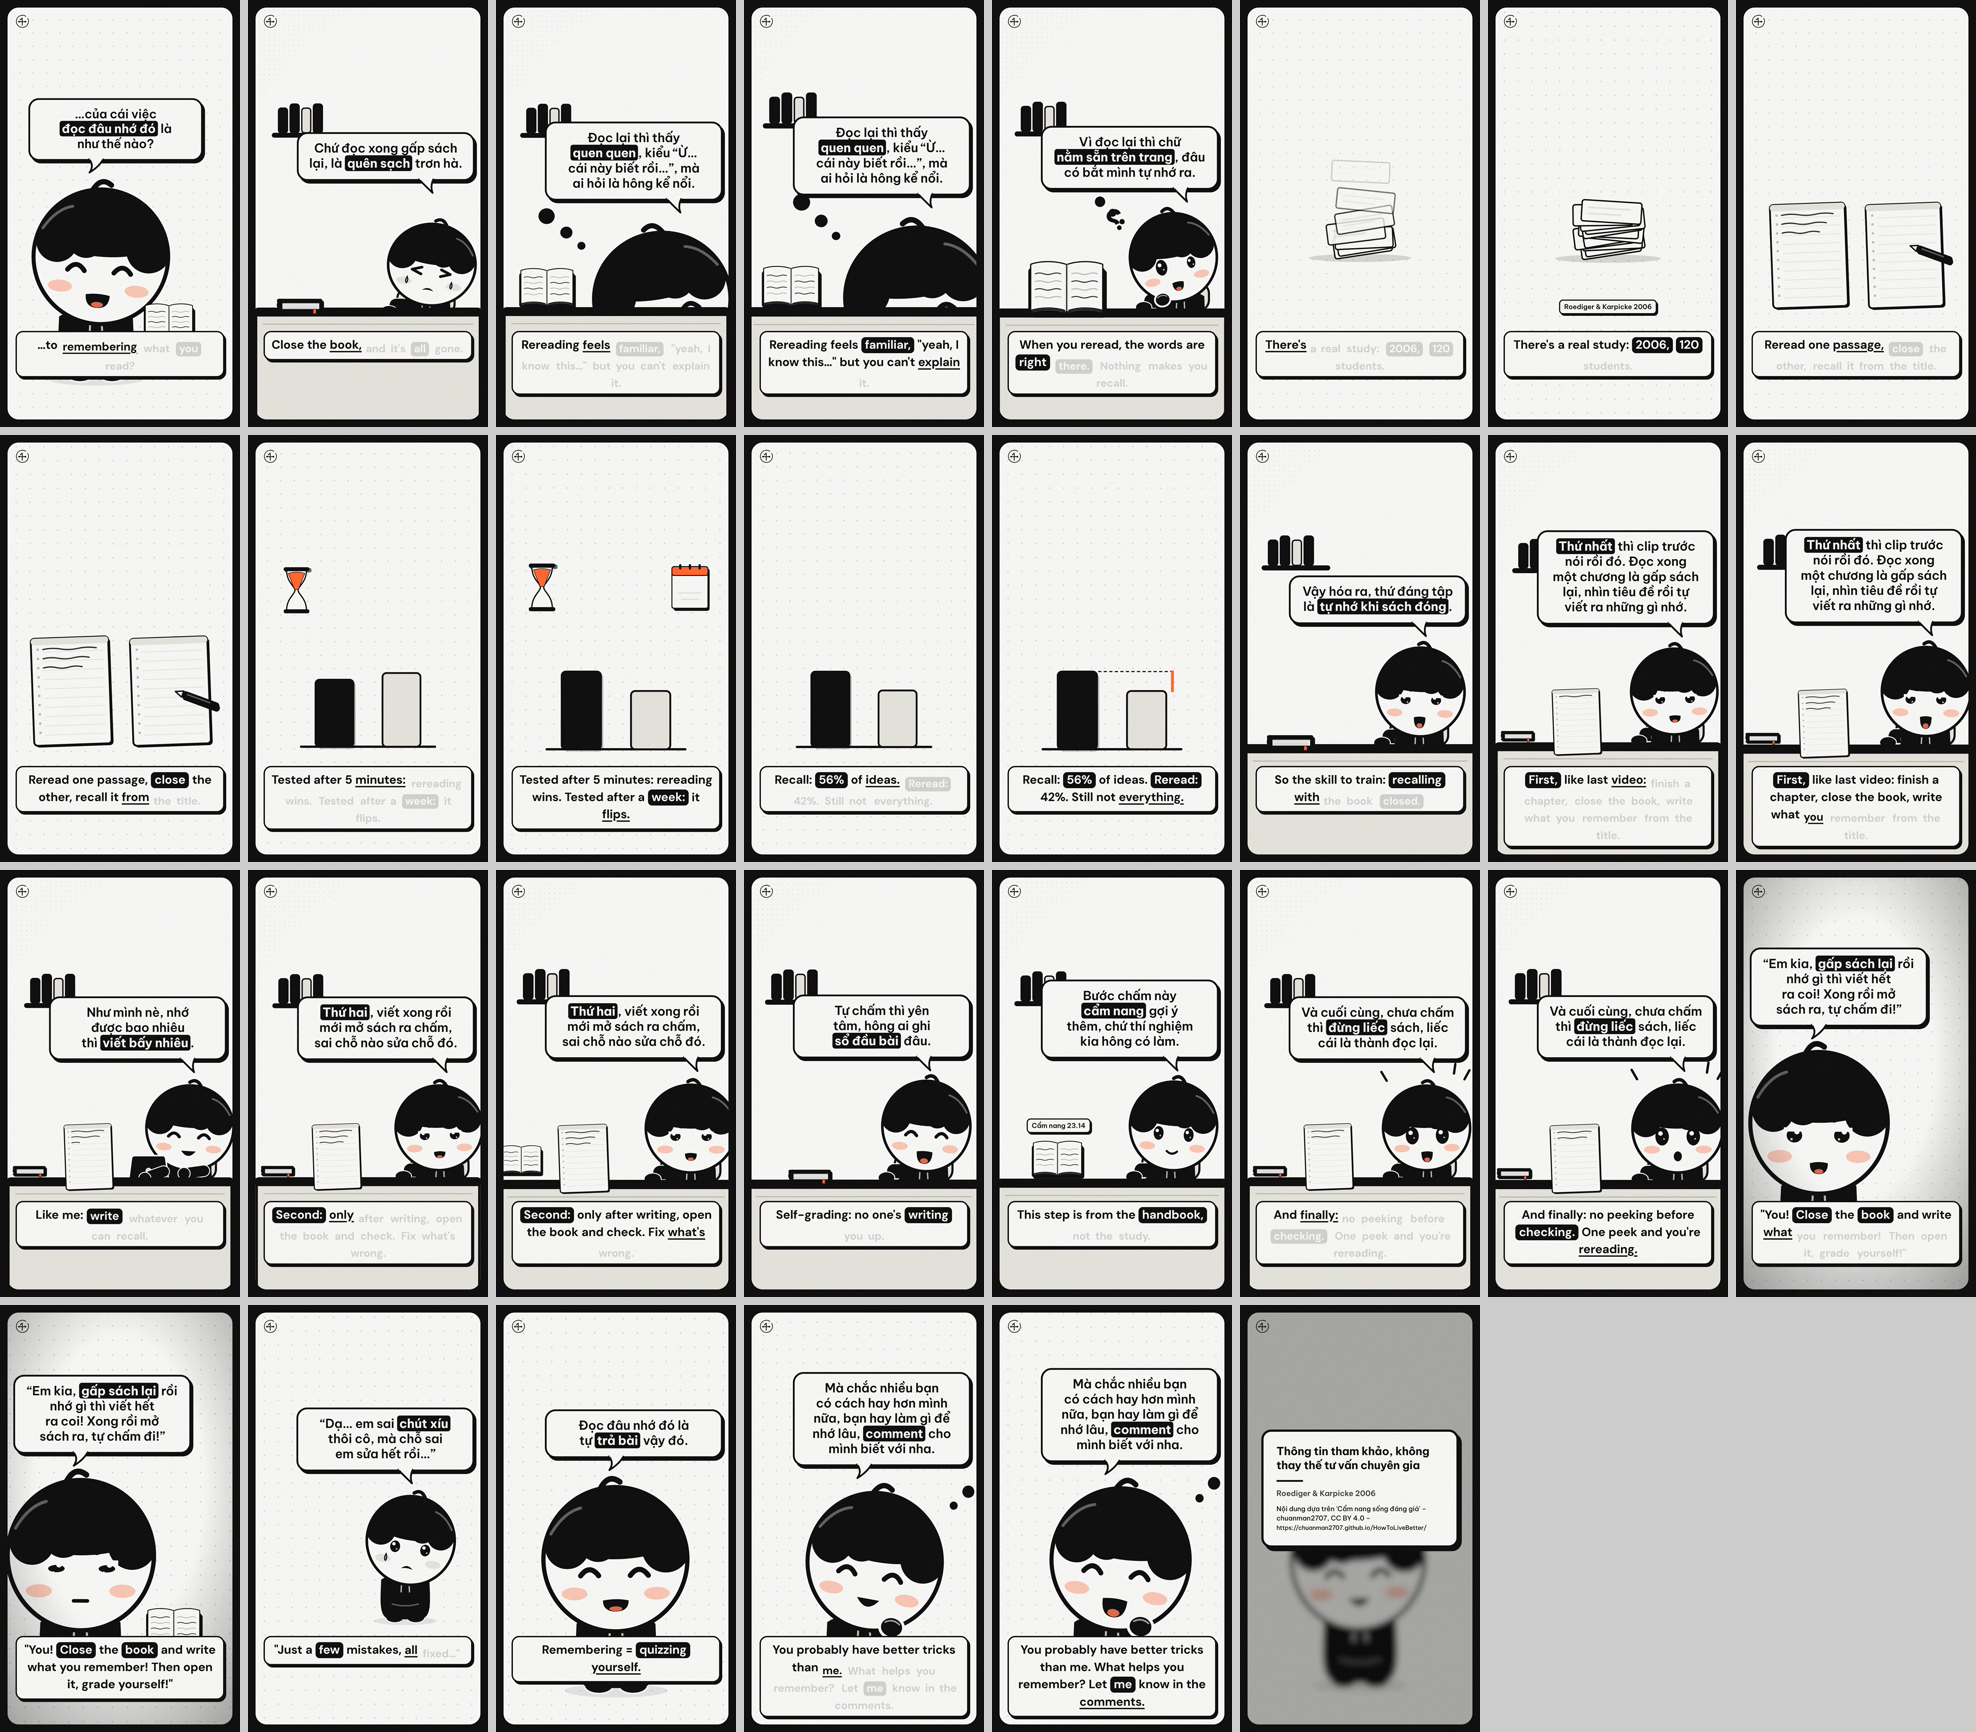 ...của cái việc
đọc đâu nhớ đó là
như thế nào?
...to remembering what you
read?
Chứ đọc xong gấp sách
lại, là quên sạch trơn hà.
Close the book, and it's all gone.
Đọc lại thì thấy
quen quen, kiểu “Ừ...
cái này biết rồi...”, mà
ai hỏi là hông kể nổi.
Rereading feels familiar, "yeah, I
know this..." but you can't explain
it.
Đọc lại thì thấy
quen quen, kiểu “Ừ...
cái này biết rồi...”, mà
ai hỏi là hông kể nổi.
Rereading feels familiar, "yeah, I
know this..." but you can't explain
it.
Vì đọc lại thì chữ
nằm sẵn trên trang, đâu
có bắt mình tự nhớ ra.
When you reread, the words are
right there. Nothing makes you
recall.
There's a real study: 2006, 120
students.
Roediger & Karpicke 2006
There's a real study: 2006, 120
students.
Reread one passage, close the
other, recall it from the title.
Reread one passage, close the
other, recall it from the title.
Tested after 5 minutes: rereading
wins. Tested after a week: it
flips.
Tested after 5 minutes: rereading
wins. Tested after a week: it
flips.
Recall: 56% of ideas. Reread:
42%. Still not everything.
Recall: 56% of ideas. Reread:
42%. Still not everything.
Vậy hóa ra, thứ đáng tập
là tự nhớ khi sách đóng.
So the skill to train: recalling
with the book closed.
Thứ nhất thì clip trước
nói rồi đó. Đọc xong
một chương là gấp sách
lại, nhìn tiêu đề rồi tự
viết ra những gì nhớ.
First, like last video: finish a
chapter, close the book, write
what you remember from the
title.
Thứ nhất thì clip trước
nói rồi đó. Đọc xong
một chương là gấp sách
lại, nhìn tiêu đề rồi tự
viết ra những gì nhớ.
First, like last video: finish a
chapter, close the book, write
what you remember from the
title.
Như mình nè, nhớ
được bao nhiêu
thì viết bấy nhiêu.
Like me: write whatever you
can recall.
Thứ hai, viết xong rồi
mới mở sách ra chấm,
sai chỗ nào sửa chỗ đó.
Second: only after writing, open
the book and check. Fix what's
wrong.
Thứ hai, viết xong rồi
mới mở sách ra chấm,
sai chỗ nào sửa chỗ đó.
Second: only after writing, open
the book and check. Fix what's
wrong.
Tự chấm thì yên
tâm, hông ai ghi
sổ đầu bài đâu.
Self-grading: no one's writing
you up.
Bước chấm này
cẩm nang gợi ý
thêm, chứ thí nghiệm
kia hông có làm.
Cẩm nang 23.14
This step is from the handbook,
not the study.
Và cuối cùng, chưa chấm
thì đừng liếc sách, liếc
cái là thành đọc lại.
And finally: no peeking before
checking. One peek and you're
rereading.
Và cuối cùng, chưa chấm
thì đừng liếc sách, liếc
cái là thành đọc lại.
And finally: no peeking before
checking. One peek and you're
rereading.
“Em kia, gấp sách lại rồi
nhớ gì thì viết hết
ra coi! Xong rồi mở
sách ra, tự chấm đi!”
"You! Close the book and write
what you remember! Then open
it, grade yourself!"
“Em kia, gấp sách lại rồi
nhớ gì thì viết hết
ra coi! Xong rồi mở
sách ra, tự chấm đi!”
"You! Close the book and write
what you remember! Then open
it, grade yourself!"
“Dạ... em sai chút xíu
thôi cô, mà chỗ sai
em sửa hết rồi...”
"Just a few mistakes, all fixed..."
Đọc đâu nhớ đó là
tự trả bài vậy đó.
Remembering = quizzing
yourself.
Mà chắc nhiều bạn
có cách hay hơn mình
nữa, bạn hay làm gì để
nhớ lâu, comment cho
mình biết với nha.
You probably have better tricks
than me. What helps you
remember? Let me know in the
comments.
Mà chắc nhiều bạn
có cách hay hơn mình
nữa, bạn hay làm gì để
nhớ lâu, comment cho
mình biết với nha.
You probably have better tricks
than me. What helps you
remember? Let me know in the
comments.
Thông tin tham khảo, không
thay thế tư vấn chuyên gia
Roediger & Karpicke 2006
Nội dung dựa trên 'Cẩm nang sống đáng giá' –
chuanman2707, CC BY 4.0 –
https://chuanman2707.github.io/HowToLiveBetter/